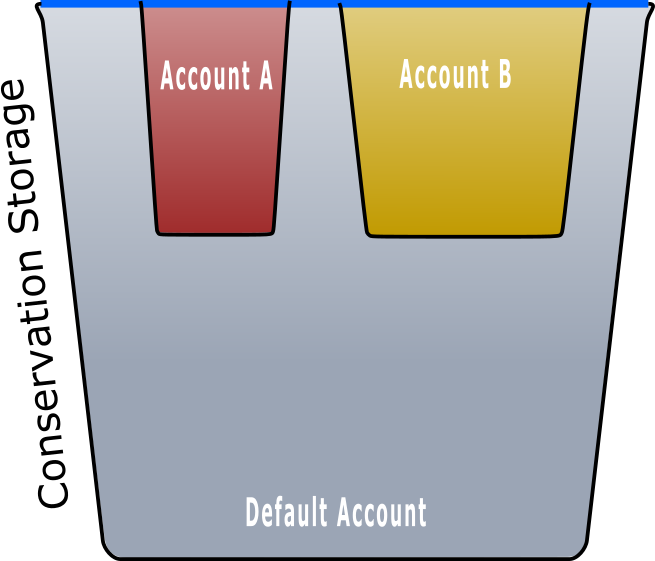 Account A
Account B
Conservation Storage
Default Account